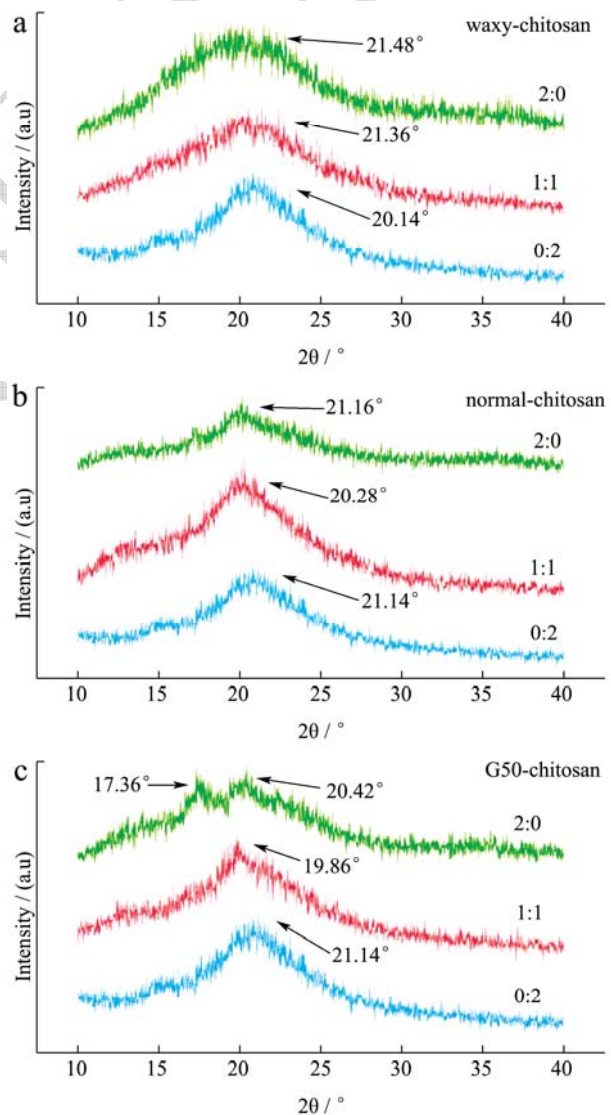 a
waxy-chitosan
21.48°
2:0
21.36°
1:1
20.14°
0:2
Intensity / (a.u)
10 15 20 25 30 35 40
2θ / °
b
normal-chitosan
21.16°
2:0
20.28°
1:1
21.14°
0:2
Intensity / (a.u)
10 15 20 25 30 35 40
2θ / °
c
G50-chitosan
17.36°
20.42°
2:0
19.86°
1:1
21.14°
0:2
Intensity / (a.u)
10 15 20 25 30 35 40
2θ / °